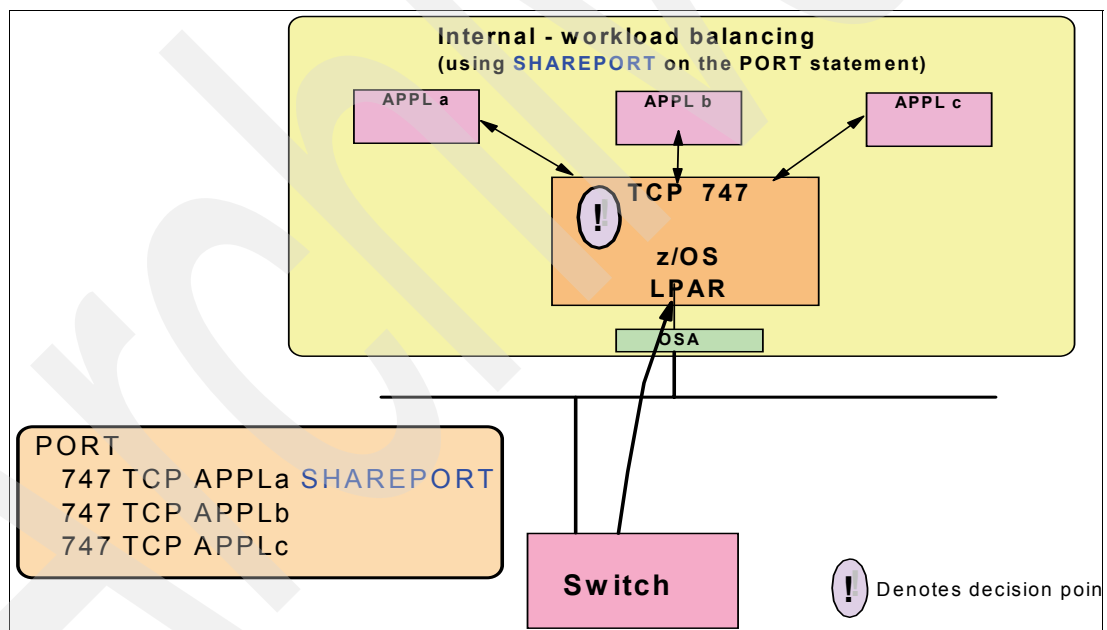 Internal - workload balancing
(using SHAREPORT on the PORT statement)
APPL a
APPL b
APPL c
TCP 747
!
z/OS
LPAR
OSA
PORT
747 TCP APPLa SHAREPORT
747 TCP APPLb
747 TCP APPLc
Switch
! Denotes decision poin